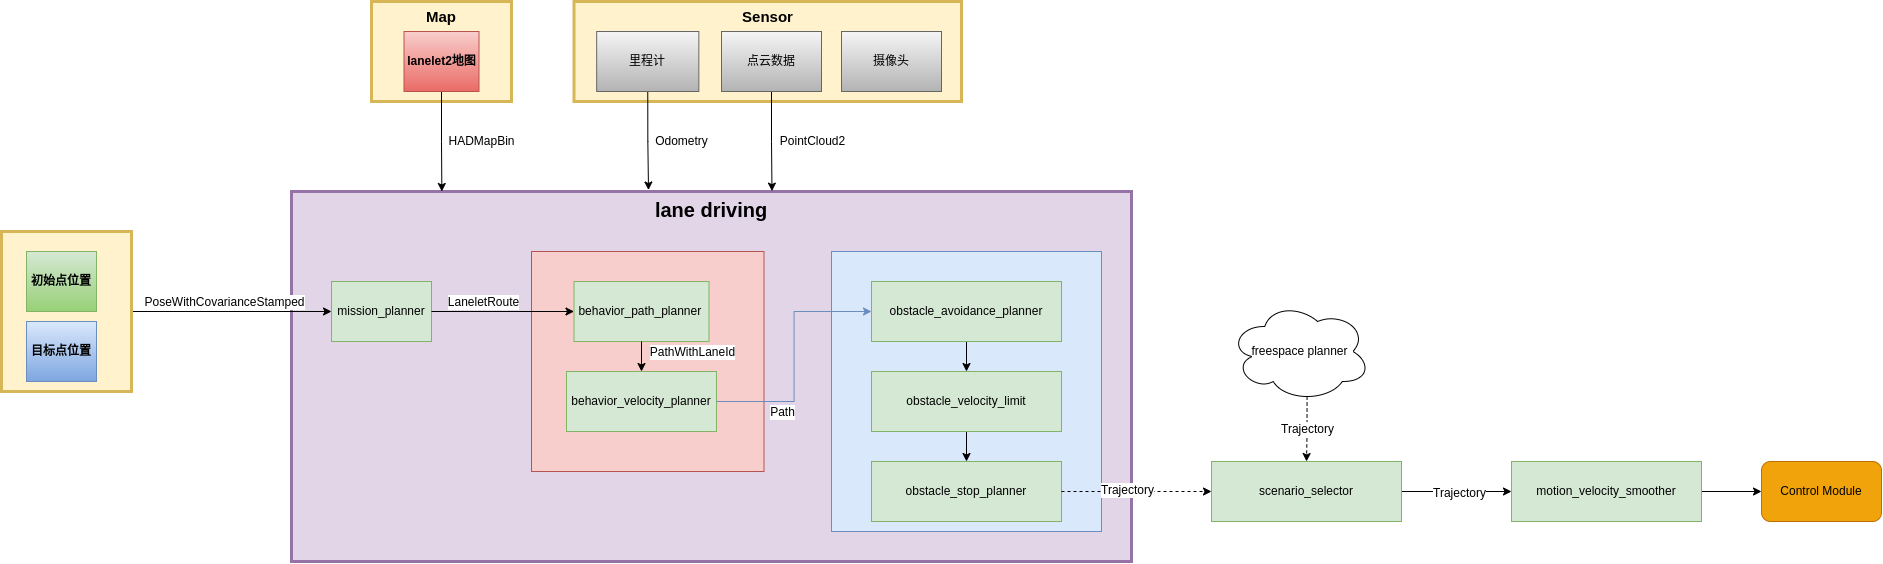 Map
lanelet2地图
Sensor
里程计
点云数据
摄像头
HADMapBin
Odometry
PointCloud2
lane driving
初始点位置
目标点位置
PoseWithCovarianceStamped
mission_planner
LaneletRoute
behavior_path_planner
PathWithLaneId
behavior_velocity_planner
Path
obstacle_avoidance_planner
obstacle_velocity_limit
obstacle_stop_planner
Trajectory
freespace planner
Trajectory
scenario_selector
Trajectory
motion_velocity_smoother
Control Module